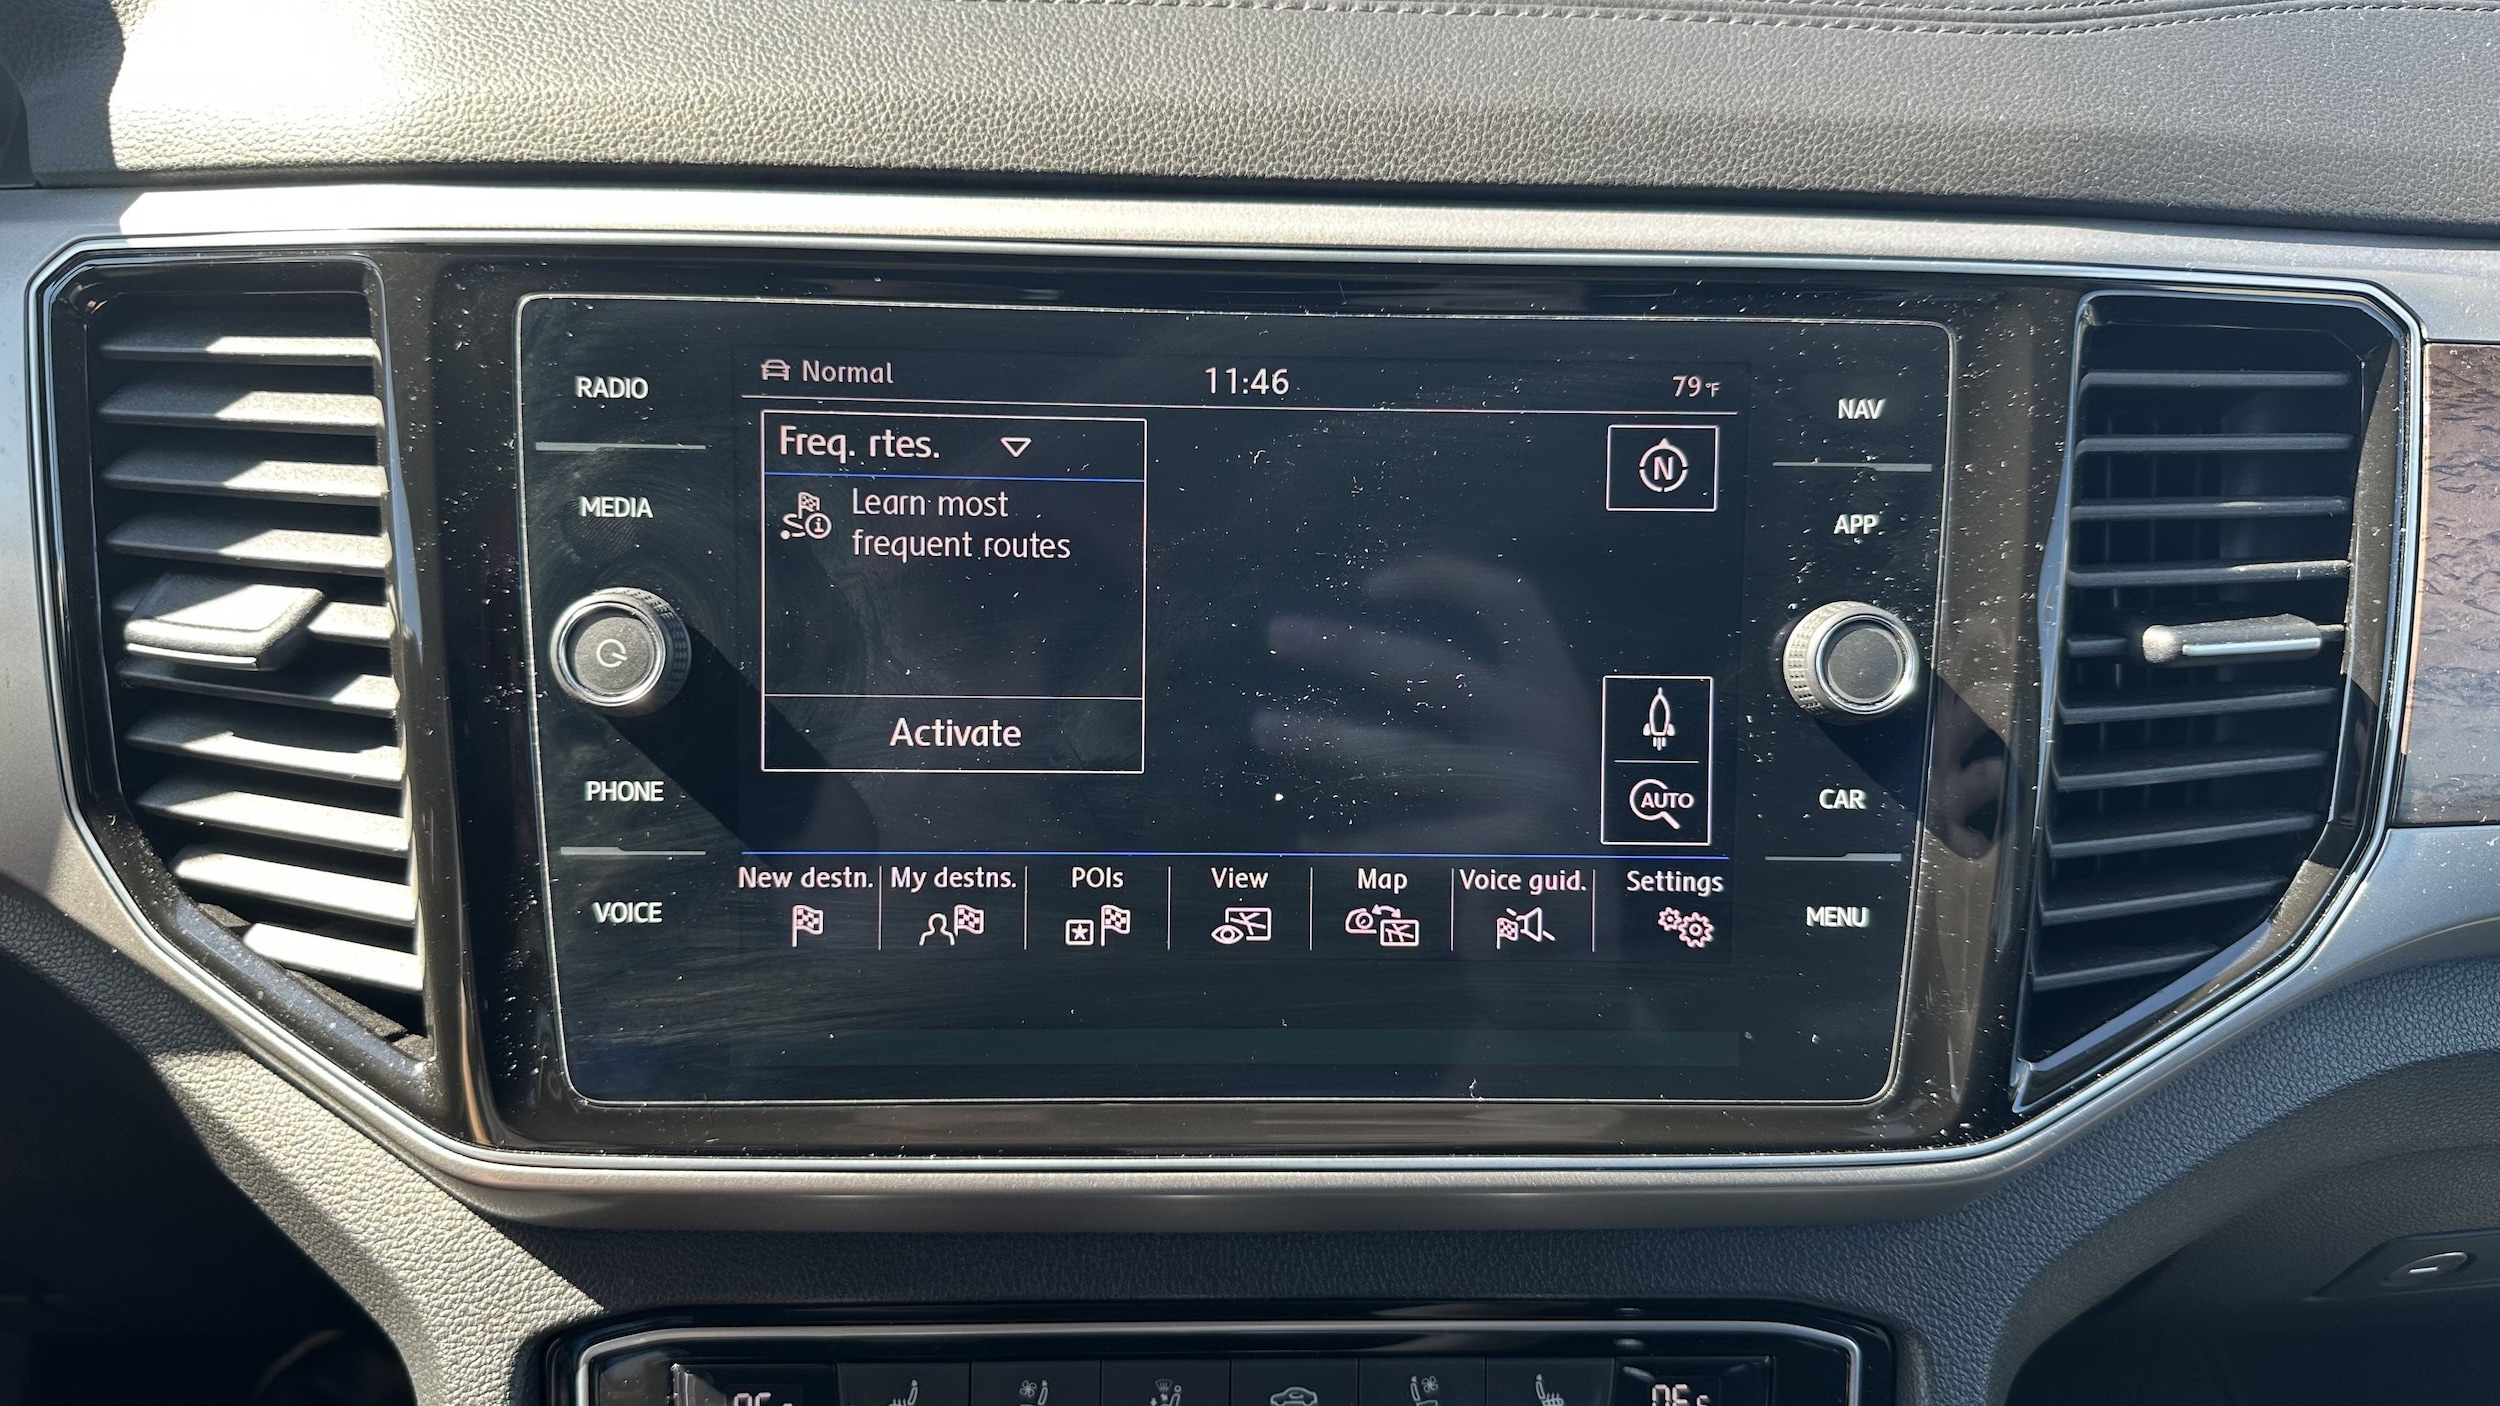 RADIO
MEDIA
PHONE
VOICE
Normal
11:46
79°F
Freq. rtes.
Learn most
frequent routes
Activate
N
AUTO
New destn.
My destns.
POIs
View
Map
Voice guid.
Settings
NAV
APP
CAR
MENU